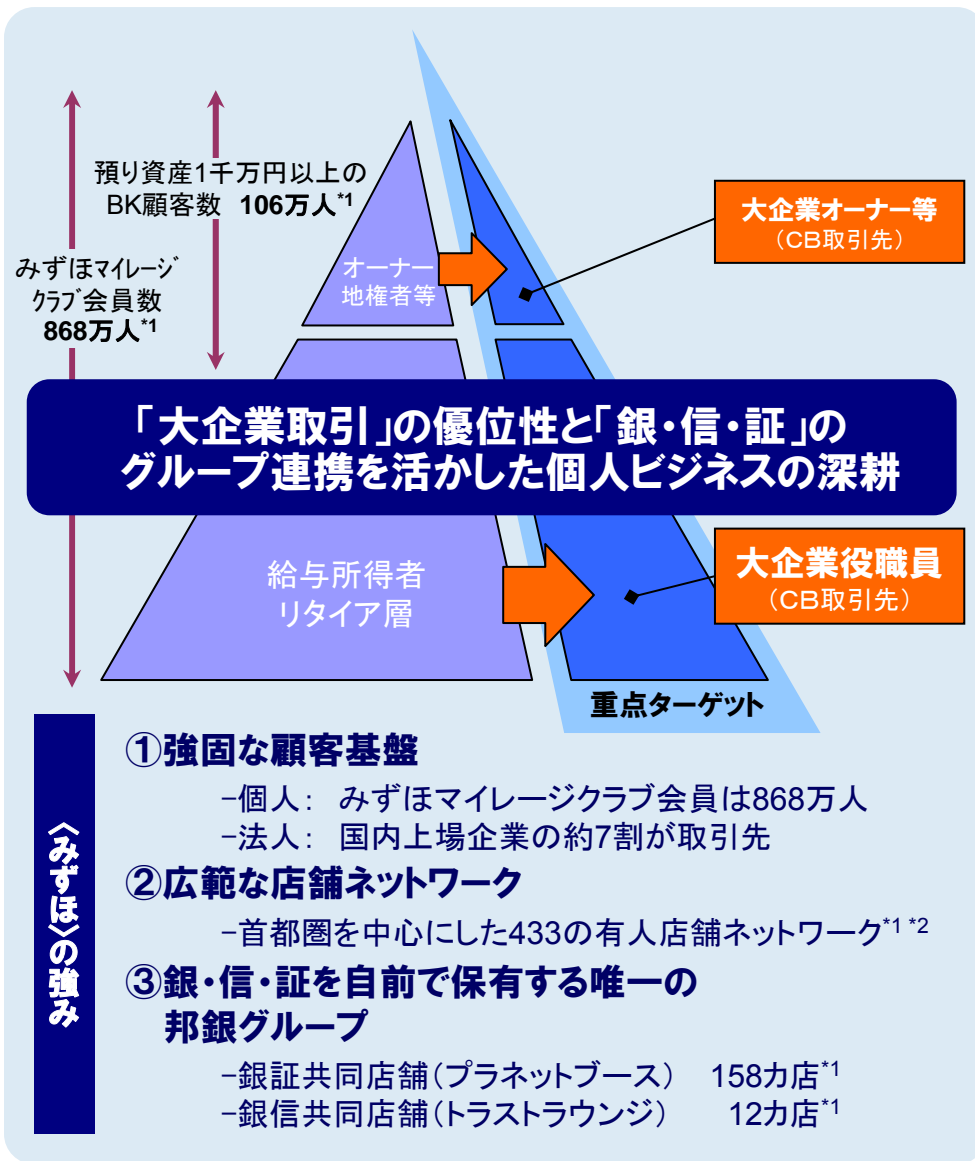 預り資産1千万円以上の
BK顧客数 106万人*1
みずほマイレージ
クラブ会員数
868万人*1
オーナー
地権者等
大企業オーナー等
(CB取引先)
「大企業取引」の優位性と「銀・信・証」の
グループ連携を活かした個人ビジネスの深耕
給与所得者
リタイア層
大企業役職員
(CB取引先)
重点ターゲット
〈みずほ〉の強み
①強固な顧客基盤
−個人： みずほマイレージクラブ会員は868万人
−法人： 国内上場企業の約7割が取引先
②広範な店舗ネットワーク
−首都圏を中心にした433の有人店舗ネットワーク*1 *2
③銀・信・証を自前で保有する唯一の
邦銀グループ
−銀証共同店舗（プラネットブース） 158カ店*1
−銀信共同店舗（トラストラウンジ） 12カ店*1